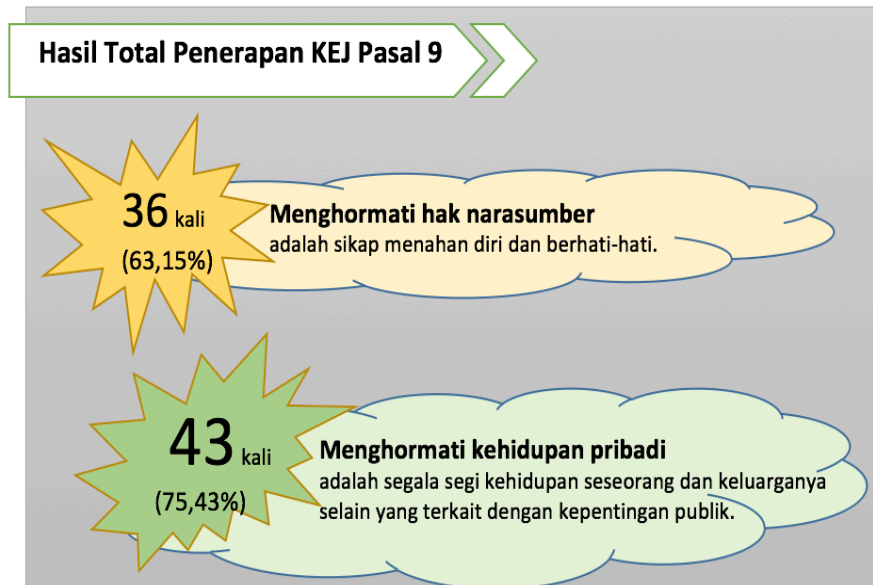 Hasil Total Penerapan KEJ Pasal 9
36 kali
(63,15%)
Menghormati hak narasumber
adalah sikap menahan diri dan berhati-hati.
43 kali
(75,43%)
Menghormati kehidupan pribadi
adalah segala segi kehidupan seseorang dan keluarganya
selain yang terkait dengan kepentingan publik.